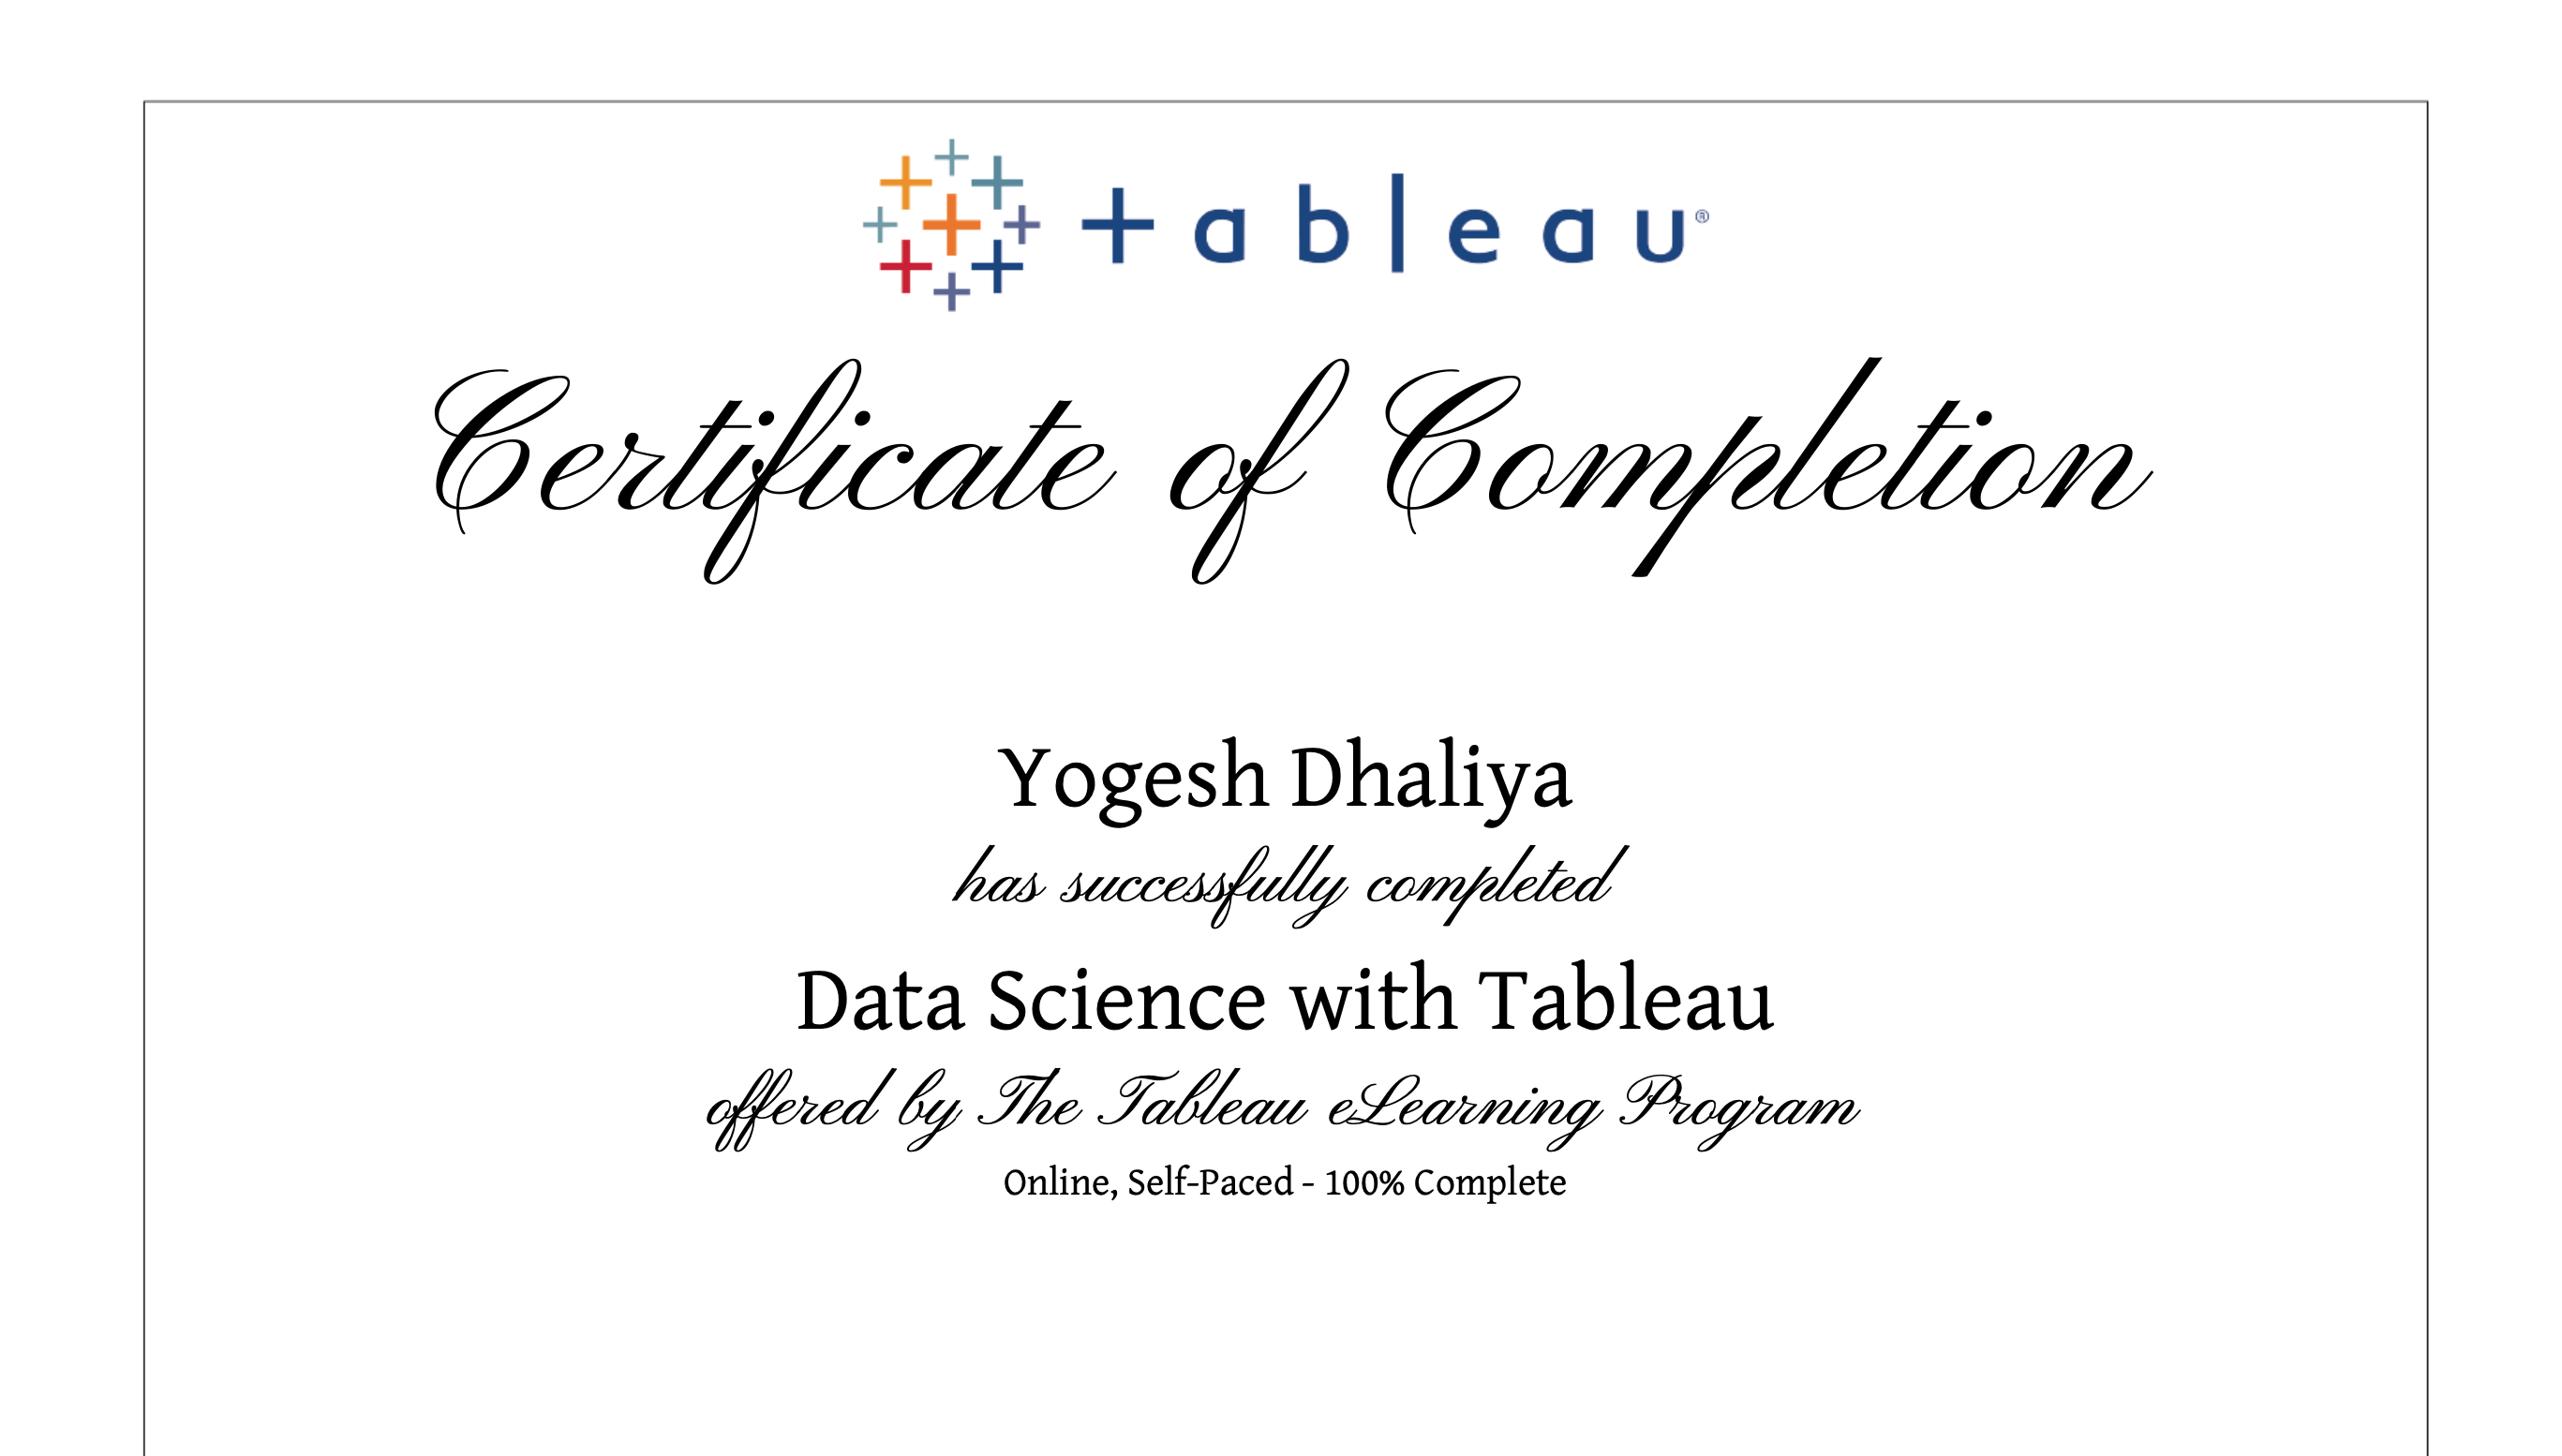 +ableau®
Certificate of Completion
Yogesh Dhaliya
has successfully completed
Data Science with Tableau
offered by The Tableau eLearning Program
Online, Self-Paced - 100% Complete